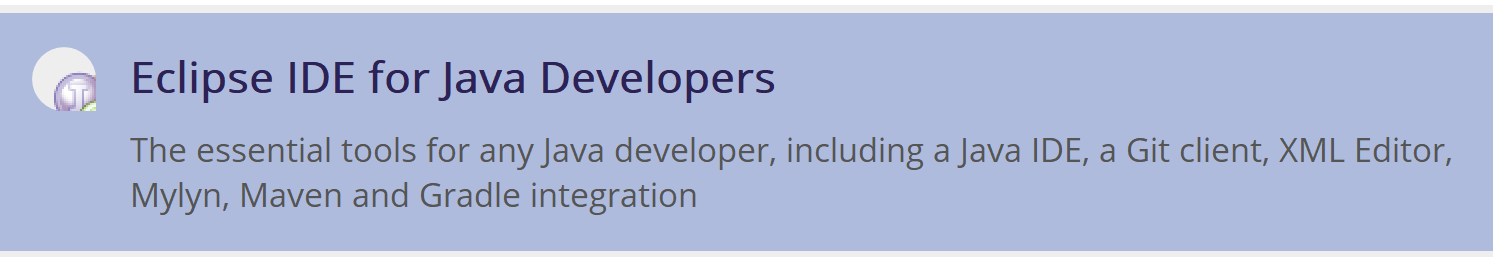 Eclipse IDE for Java Developers
The essential tools for any Java developer, including a Java IDE, a Git client, XML Editor,
Mylyn, Maven and Gradle integration